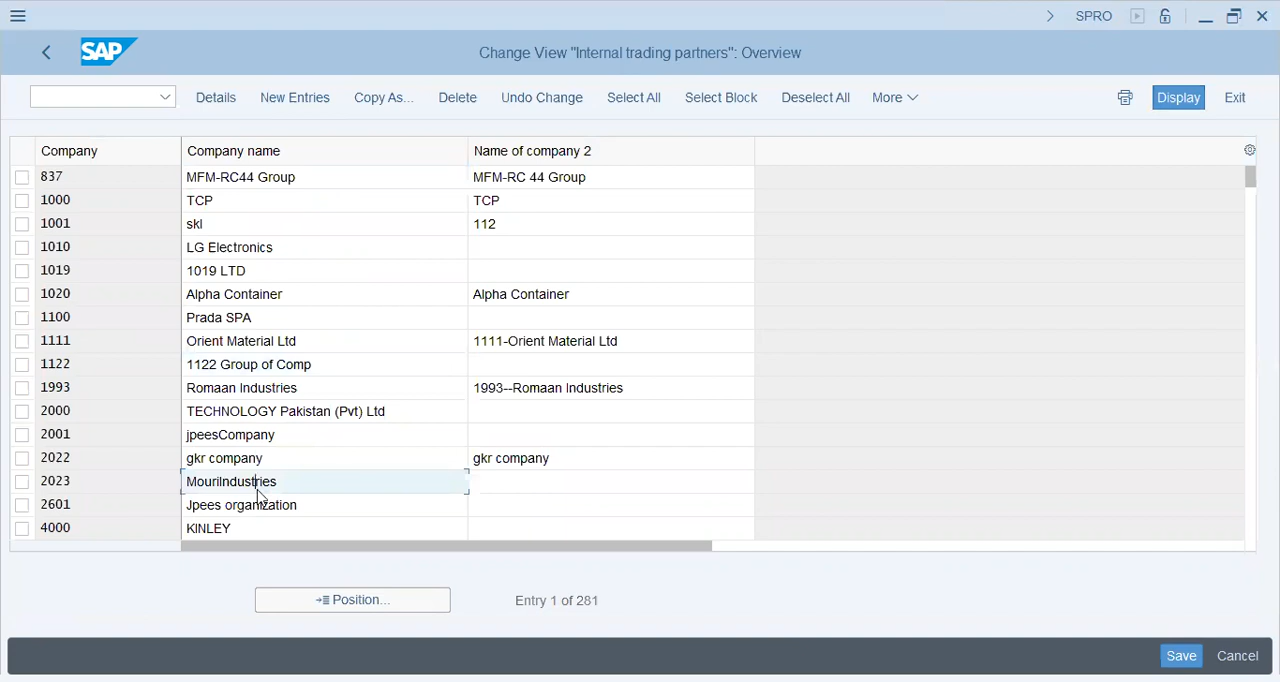 SPRO
SAP
Change View "Internal trading partners": Overview
Details New Entries Copy As... Delete Undo Change Select All Select Block Deselect All More Display Exit
Company Company name Name of company 2
837 MFM-RC44 Group MFM-RC 44 Group
1000 TCP TCP
1001 skl 112
1010 LG Electronics
1019 1019 LTD
1020 Alpha Container Alpha Container
1100 Prada SPA
1111 Orient Material Ltd 1111-Orient Material Ltd
1122 1122 Group of Comp
1993 Romaan Industries 1993--Romaan Industries
2000 TECHNOLOGY Pakistan (Pvt) Ltd
2001 jpeesCompany
2022 gkr company gkr company
2023 MouriIndustries
2601 Jpees organization
4000 KINLEY
Position... Entry 1 of 281
Save Cancel